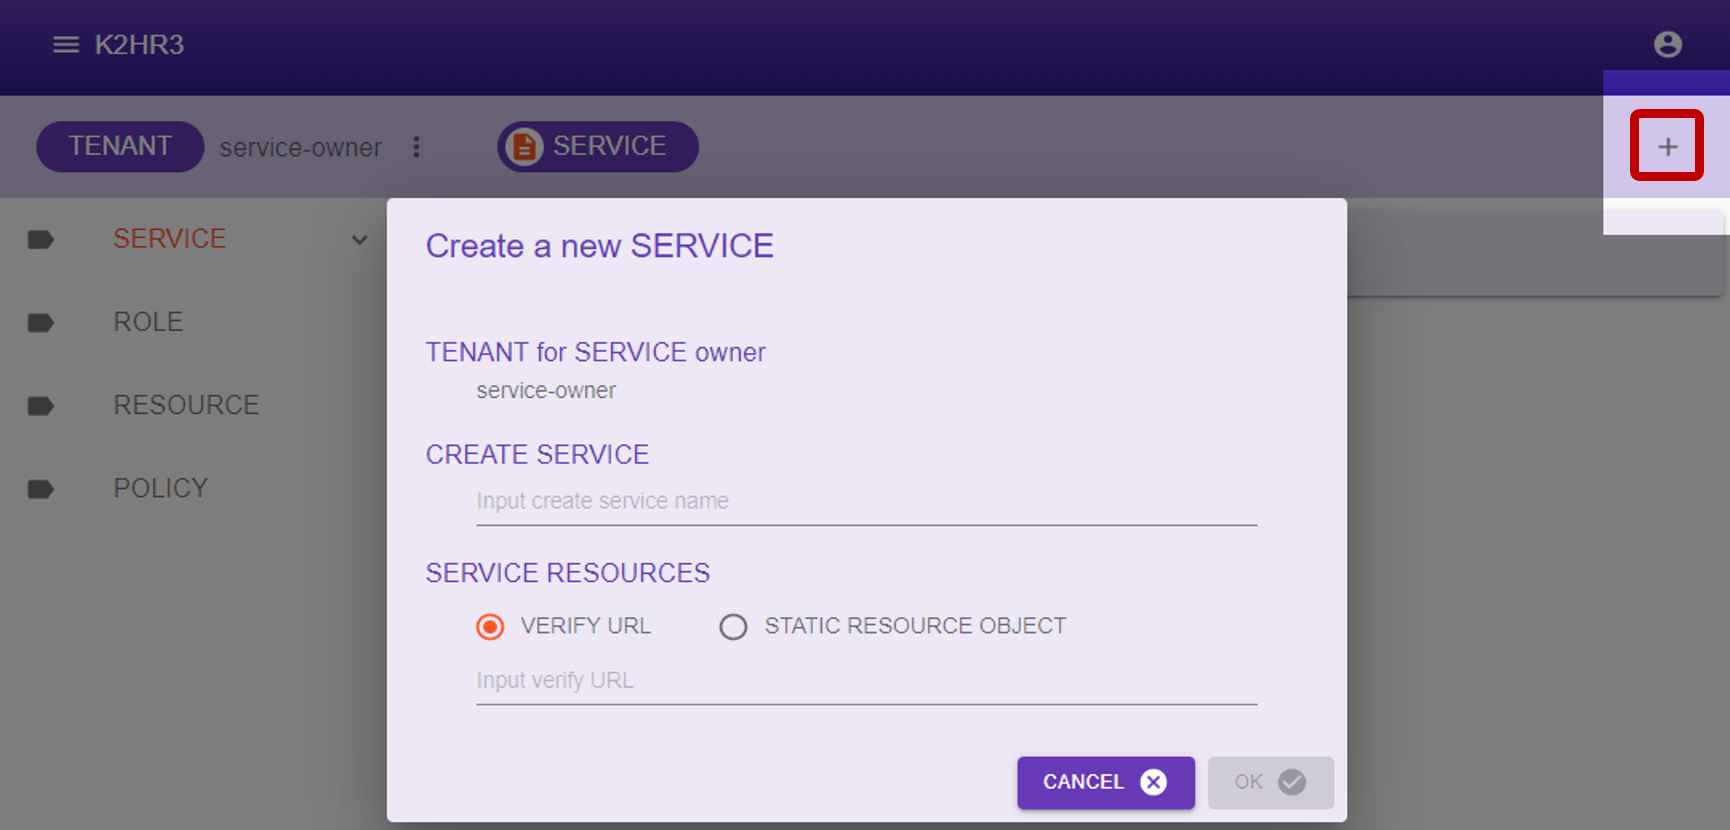 K2HR3
TENANT service-owner SERVICE
SERVICE
ROLE
RESOURCE
POLICY
Create a new SERVICE
TENANT for SERVICE owner
service-owner
CREATE SERVICE
Input create service name
SERVICE RESOURCES
VERIFY URL STATIC RESOURCE OBJECT
Input verify URL
CANCEL OK